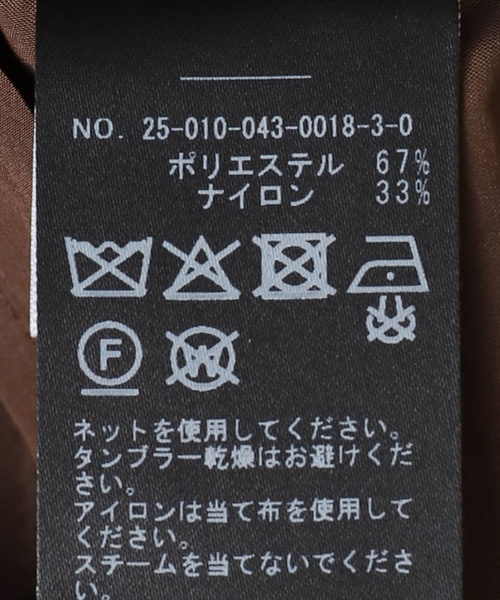 NO. 25-010-043-0018-3-0
ポリエステル 67%
ナイロン 33%
F W
ネットを使用してください。
タンブラー乾燥はお避けくだ
さい。
アイロンは当て布を使用して
ください。
スチームを当てないでくださ
い。